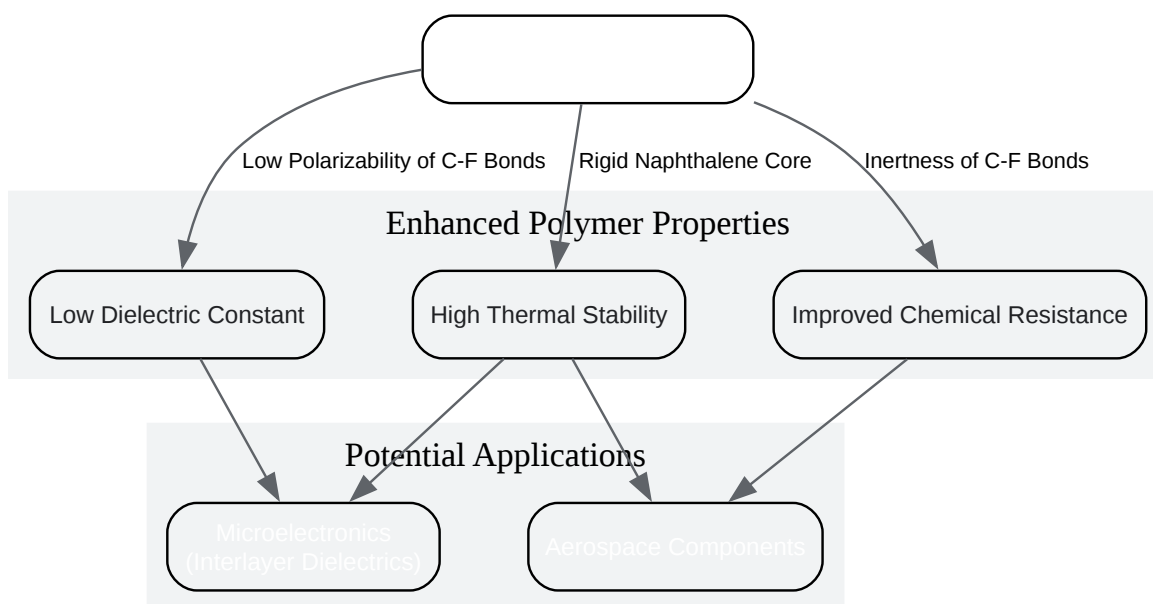 Low Polarizability of C-F Bonds
Rigid Naphthalene Core
Inertness of C-F Bonds
Enhanced Polymer Properties
Low Dielectric Constant
High Thermal Stability
Improved Chemical Resistance
Potential Applications
Microelectronics
(Interlayer Dielectrics)
Aerospace Components